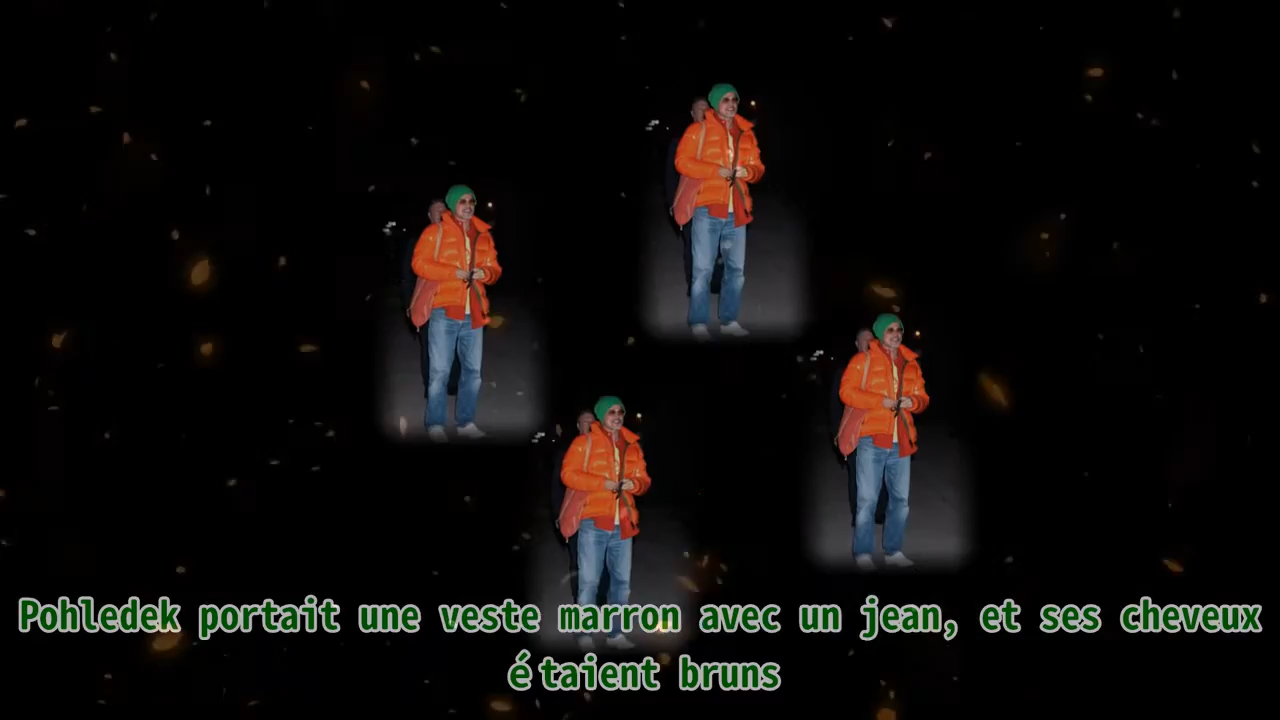 Pohledek portait une veste marron avec un jean, et ses cheveux
étaient bruns